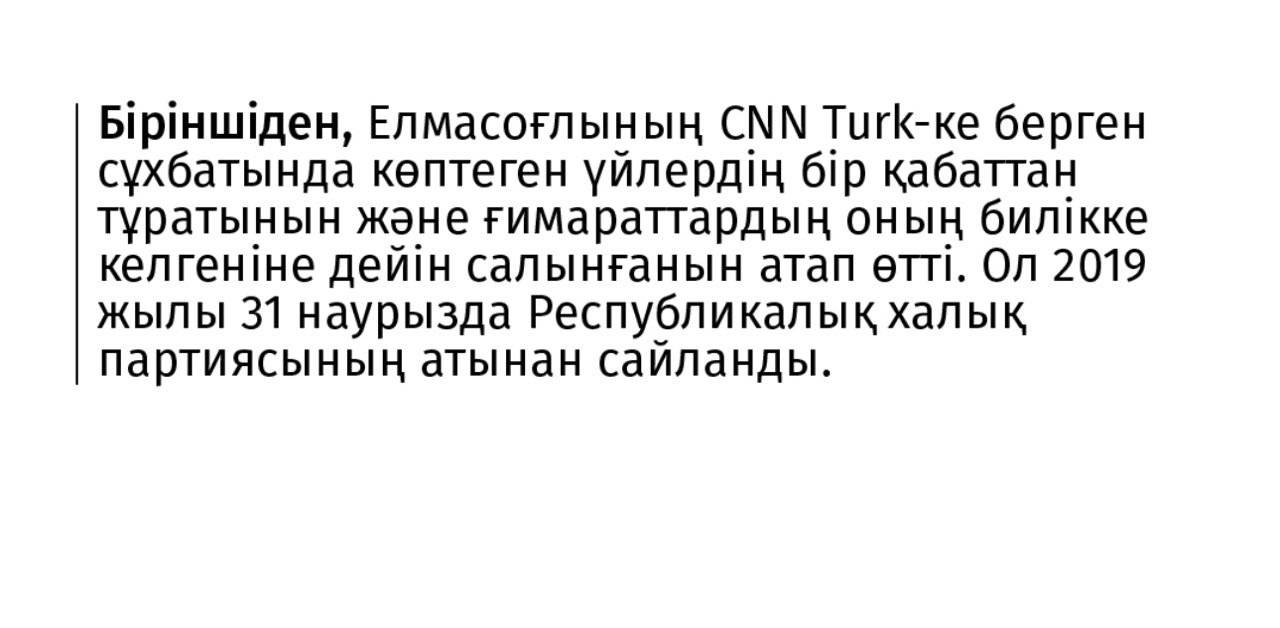 Біріншіден, Елмасоғлының CNN Turk-ке берген
сұхбатында көптеген үйлердің бір қабаттан
тұратынын және ғимараттардың оның билікке
келгеніне дейін салынғанын атап өтті. Ол 2019
жылы 31 наурызда Республикалық халық
партиясының атынан сайланды.